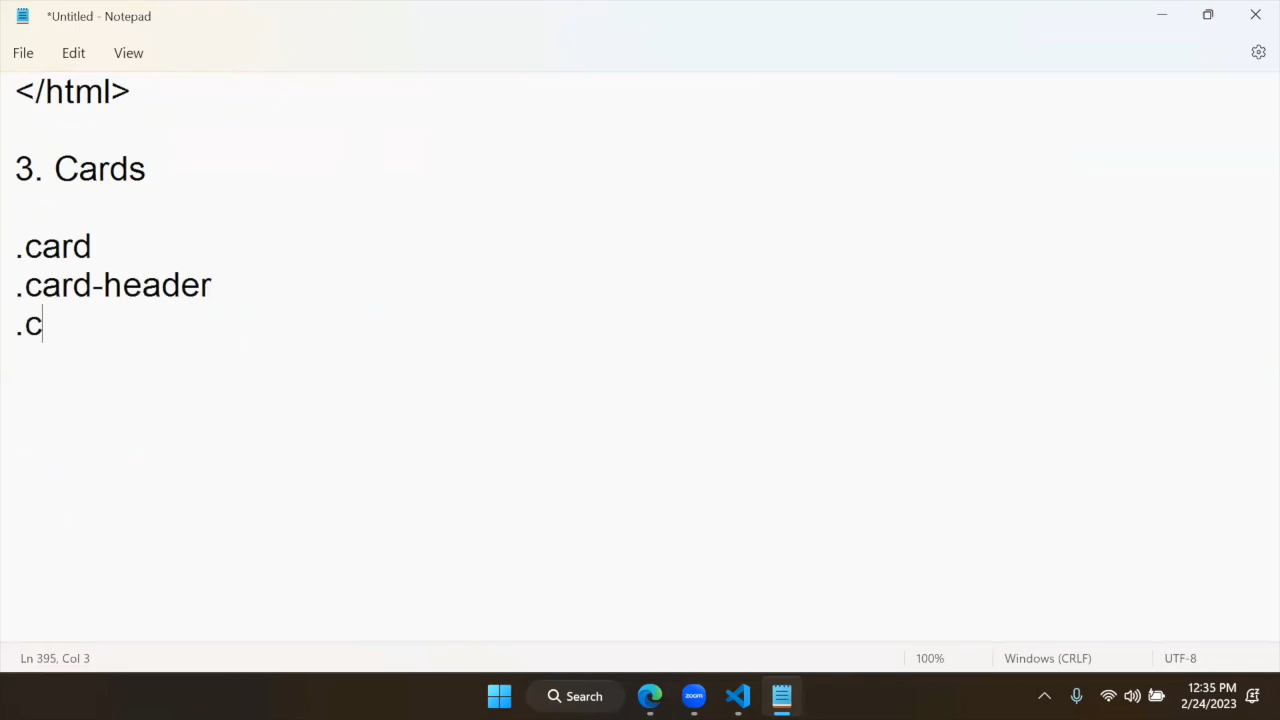 *Untitled - Notepad
File Edit View
</html>
3. Cards
.card
.card-header
.c
Ln 395, Col 3 100% Windows (CRLF) UTF-8
Search zoom 12:35 PM
2/24/2023